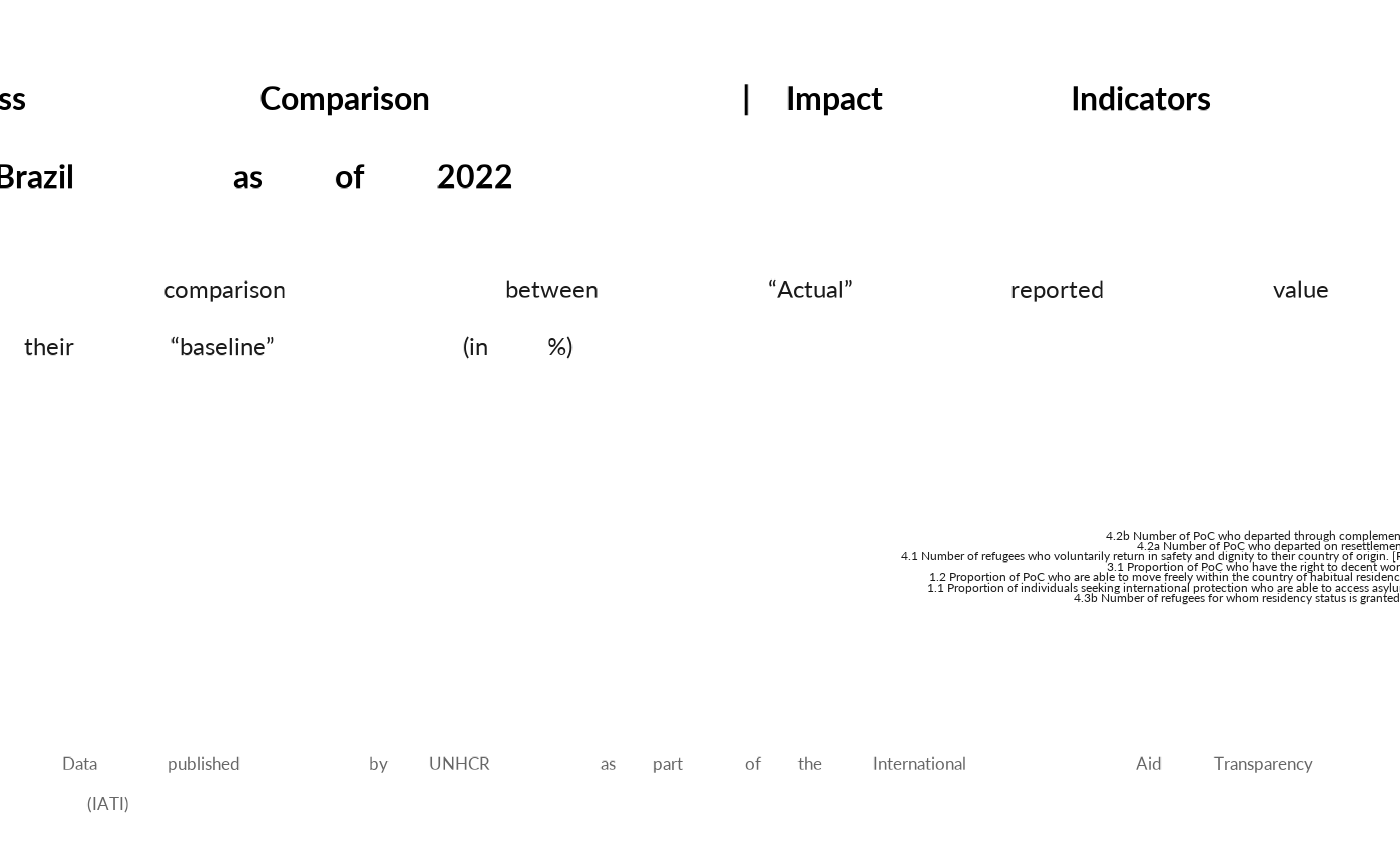 ss Comparison | Impact Indicators
Brazil as of 2022
comparison between “Actual” reported value
their “baseline” (in %)
4.2b Number of PoC who departed through complemen
4.2a Number of PoC who departed on resettlemen
4.1 Number of refugees who voluntarily return in safety and dignity to their country of origin. [R
3.1 Proportion of PoC who have the right to decent wor
1.2 Proportion of PoC who are able to move freely within the country of habitual residenc
1.1 Proportion of individuals seeking international protection who are able to access asylu
4.3b Number of refugees for whom residency status is granted
Data published by UNHCR as part of the International Aid Transparency
(IATI)